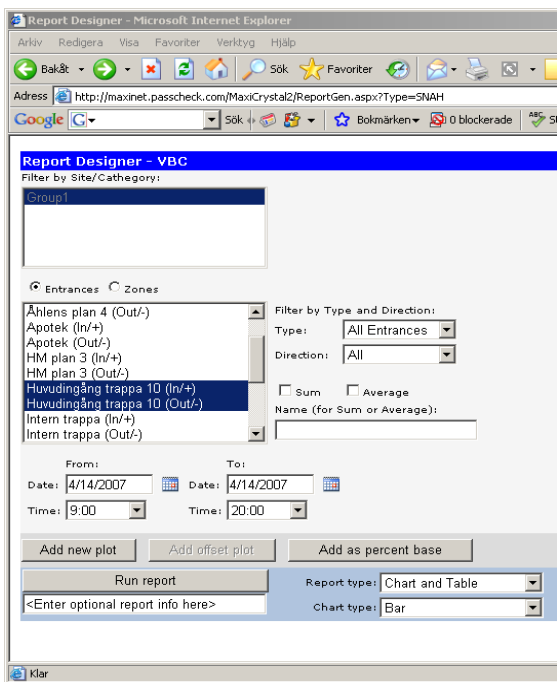 Report Designer - Microsoft Internet Explorer
Arkiv Redigera Visa Favoriter Verktyg Hjälp
Bakåt Sök Favoriter
Adress http://maxinet.passcheck.com/MaxiCrystal2/ReportGen.aspx?Type=SNAH
Google G Sök Bokmärken 0 blockerade
Report Designer - VBC
Filter by Site/Cathegory:
Group1
Entrances Zones
Åhlens plan 4 (Out/-)
Apotek (In/+)
Apotek (Out/-)
HM plan 3 (In/+)
HM plan 3 (Out/-)
Huvudingång trappa 10 (In/+)
Huvudingång trappa 10 (Out/-)
Intern trappa (In/+)
Intern trappa (Out/-)
Filter by Type and Direction:
Type: All Entrances
Direction: All
Sum Average
Name (for Sum or Average):
From: To:
Date: 4/14/2007 Date: 4/14/2007
Time: 9:00 Time: 20:00
Add new plot Add offset plot Add as percent base
Run report Report type: Chart and Table
<Enter optional report info here> Chart type: Bar
Klar